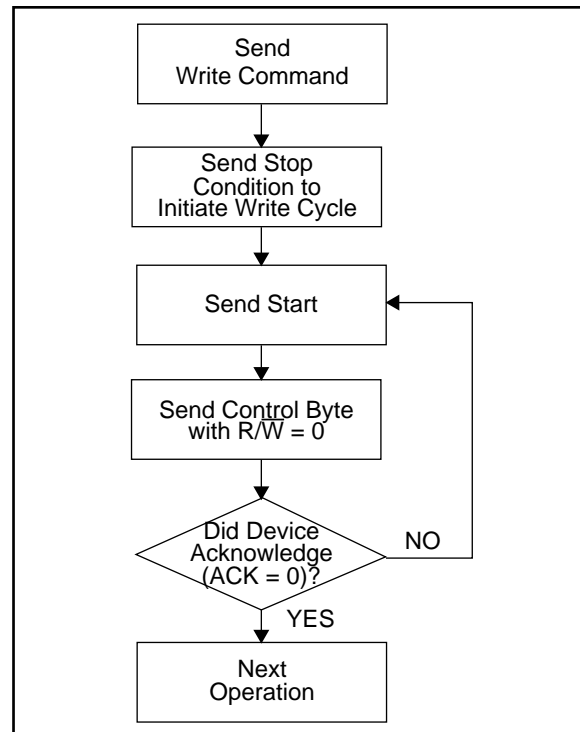 Send
Write Command
Send Stop
Condition to
Initiate Write Cycle
Send Start
Send Control Byte
with R/W̅ = 0
Did Device
Acknowledge
(ACK = 0)?
NO
YES
Next
Operation